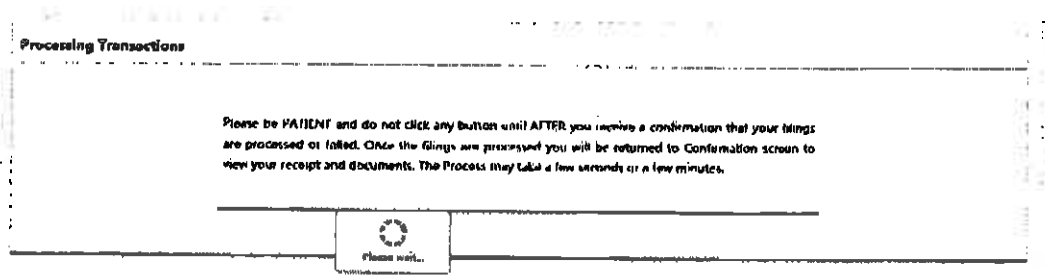 Processing Transactions
Please be PATIENT and do not click any button until AFTER you receive a confirmation that your filings
are processed or failed. Once the filings are processed you will be returned to Confirmation screen to
view your receipt and documents. The Process may take a few seconds or a few minutes.
Please wait...